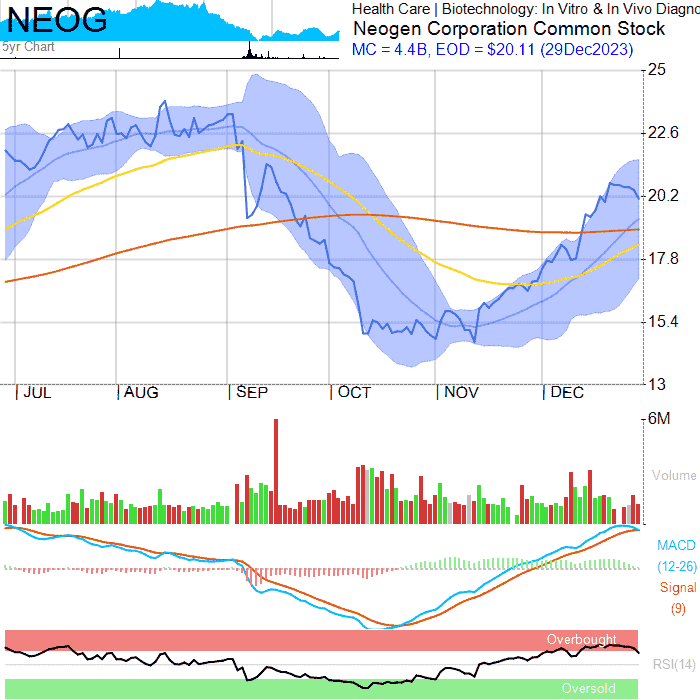 NEOG
5yr Chart
Health Care | Biotechnology: In Vitro & In Vivo Diagno
Neogen Corporation Common Stock
MC = 4.4B, EOD = $20.11 (29Dec2023)
25
22.6
20.2
17.8
15.4
13
JUL AUG SEP OCT NOV DEC
6M
Volume
MACD
(12-26)
Signal
(9)
Overbought
RSI(14)
Oversold